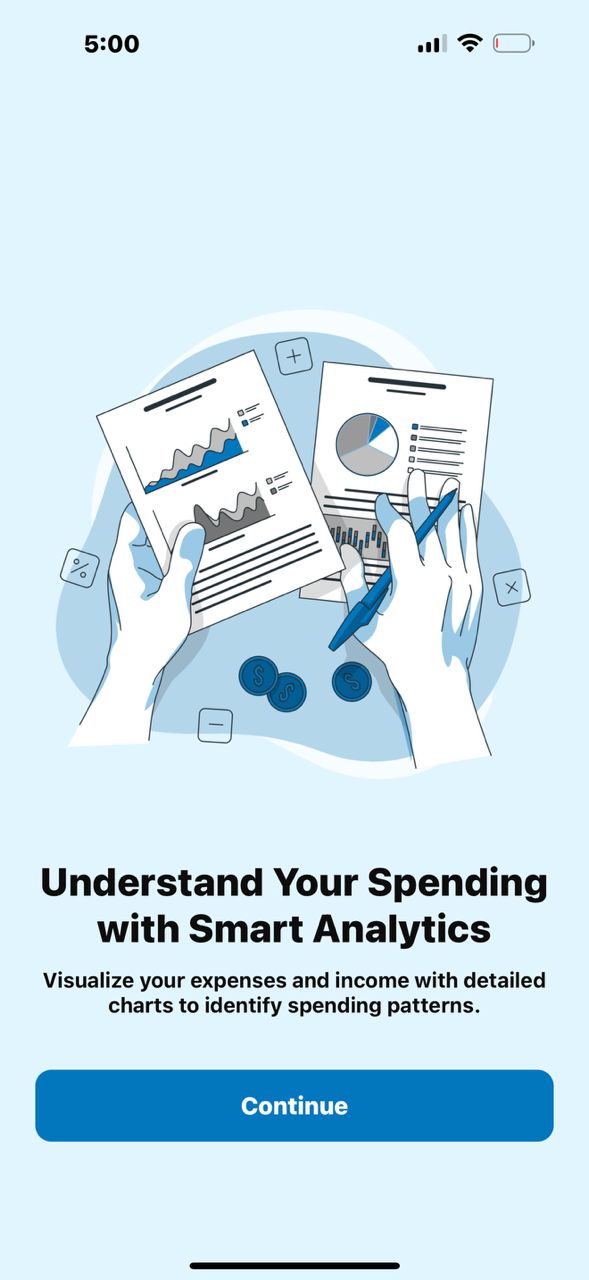 5:00
Understand Your Spending
with Smart Analytics
Visualize your expenses and income with detailed
charts to identify spending patterns.
Continue